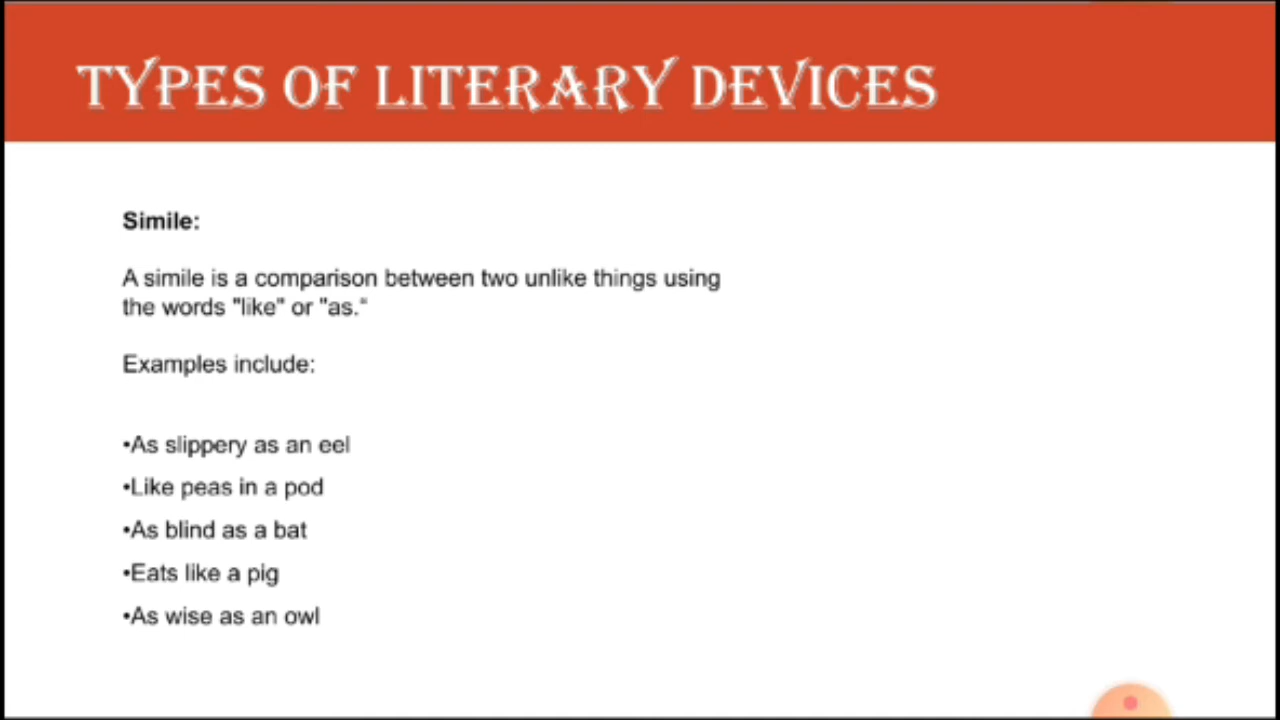 TYPES OF LITERARY DEVICES
Simile:
A simile is a comparison between two unlike things using
the words "like" or "as.“
Examples include:
•As slippery as an eel
•Like peas in a pod
•As blind as a bat
•Eats like a pig
•As wise as an owl